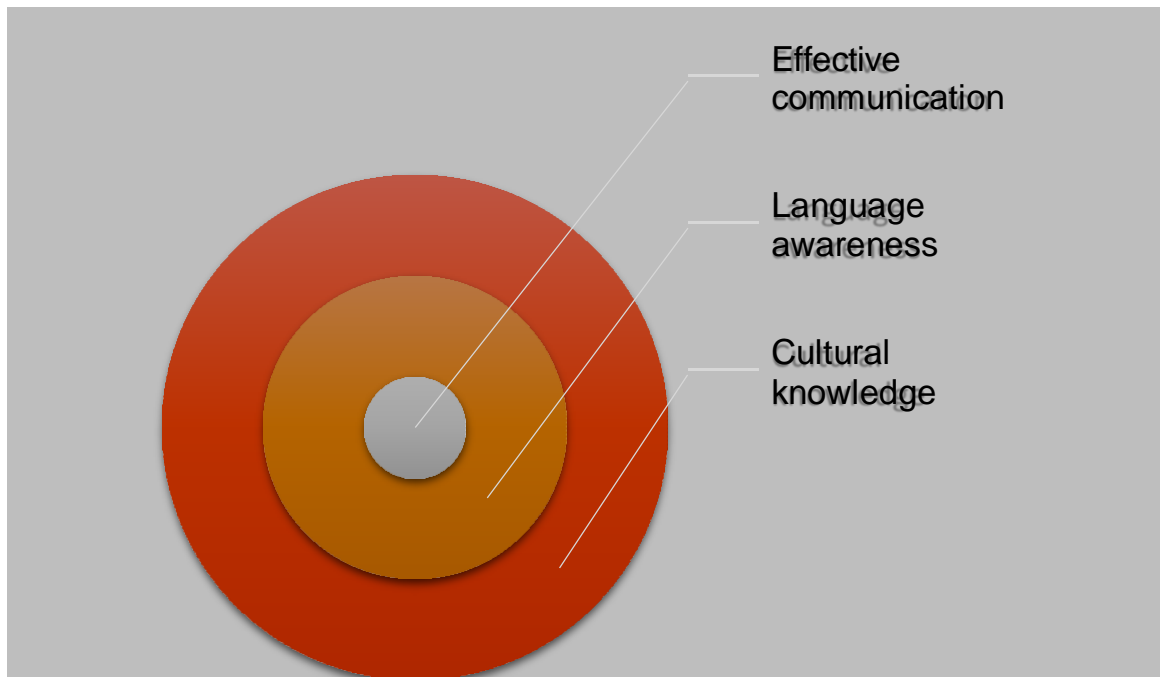 Effective
communication
Language
awareness
Cultural
knowledge